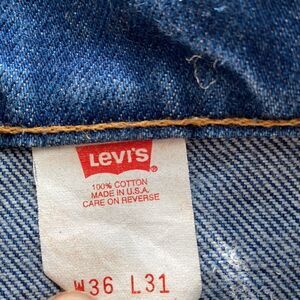 Levi's
®
100% COTTON
MADE IN U.S.A.
CARE ON REVERSE
W36 L31